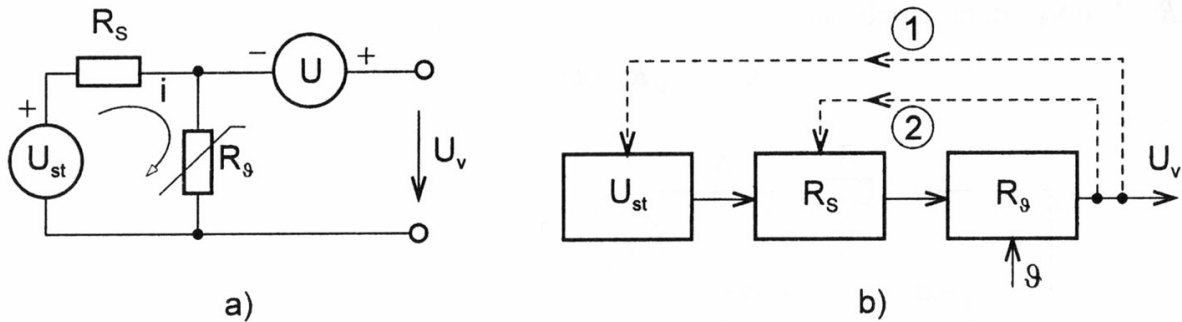 R_S
i
− U +
+
U_st
R_ϑ
U_v
a)
1
2
U_st
R_S
R_ϑ
U_v
ϑ
b)